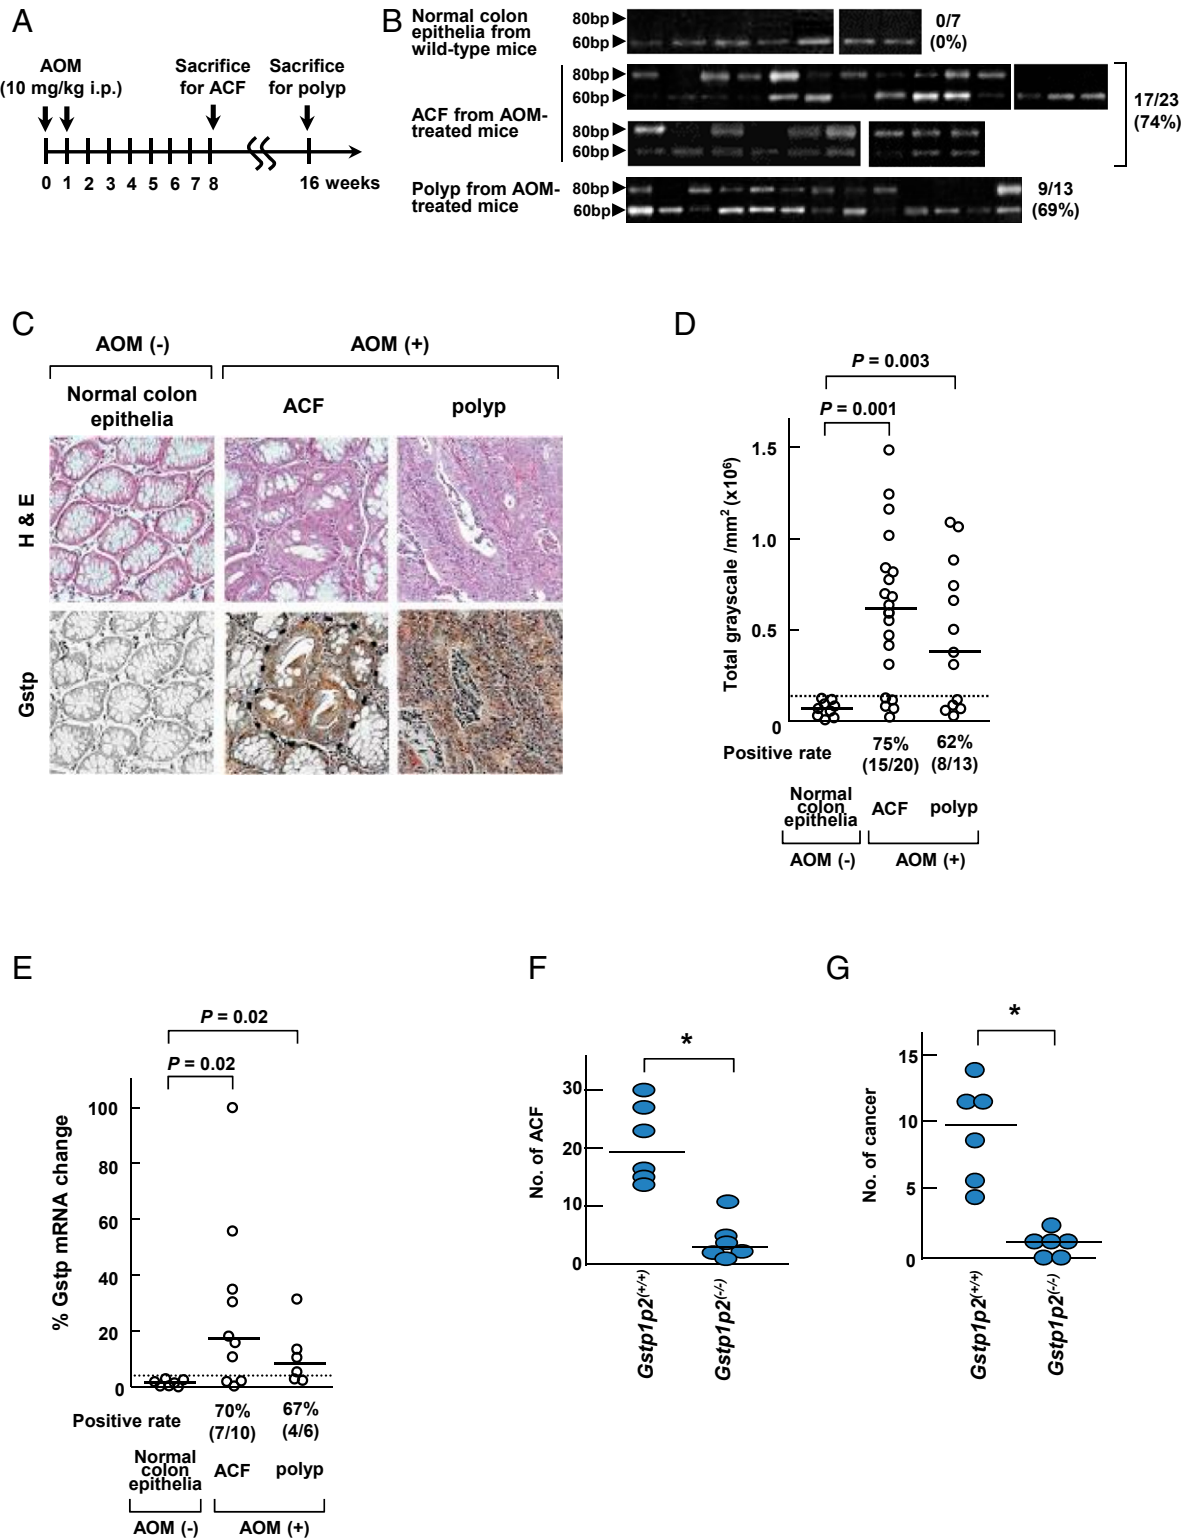 A
AOM
(10 mg/kg i.p.)
Sacrifice
for ACF
Sacrifice
for polyp
0 1 2 3 4 5 6 7 8 16 weeks
B
Normal colon
epithelia from
wild-type mice
80bp
60bp
0/7
(0%)
ACF from AOM-
treated mice
80bp
60bp
80bp
60bp
17/23
(74%)
Polyp from AOM-
treated mice
80bp
60bp
9/13
(69%)
C
AOM (-)
AOM (+)
Normal colon
epithelia
ACF
polyp
H & E
Gstp
D
P = 0.003
P = 0.001
Total grayscale /mm² (x10⁶)
1.5
1.0
0.5
0
Positive rate
75%
(15/20)
62%
(8/13)
Normal
colon
epithelia
ACF
polyp
AOM (-)
AOM (+)
E
P = 0.02
P = 0.02
% Gstp mRNA change
100
80
60
40
20
0
Positive rate
70%
(7/10)
67%
(4/6)
Normal
colon
epithelia
ACF
polyp
AOM (-)
AOM (+)
F
*
No. of ACF
30
20
10
0
Gstp1p2(+/+)
Gstp1p2(-/-)
G
*
No. of cancer
15
10
5
0
Gstp1p2(+/+)
Gstp1p2(-/-)